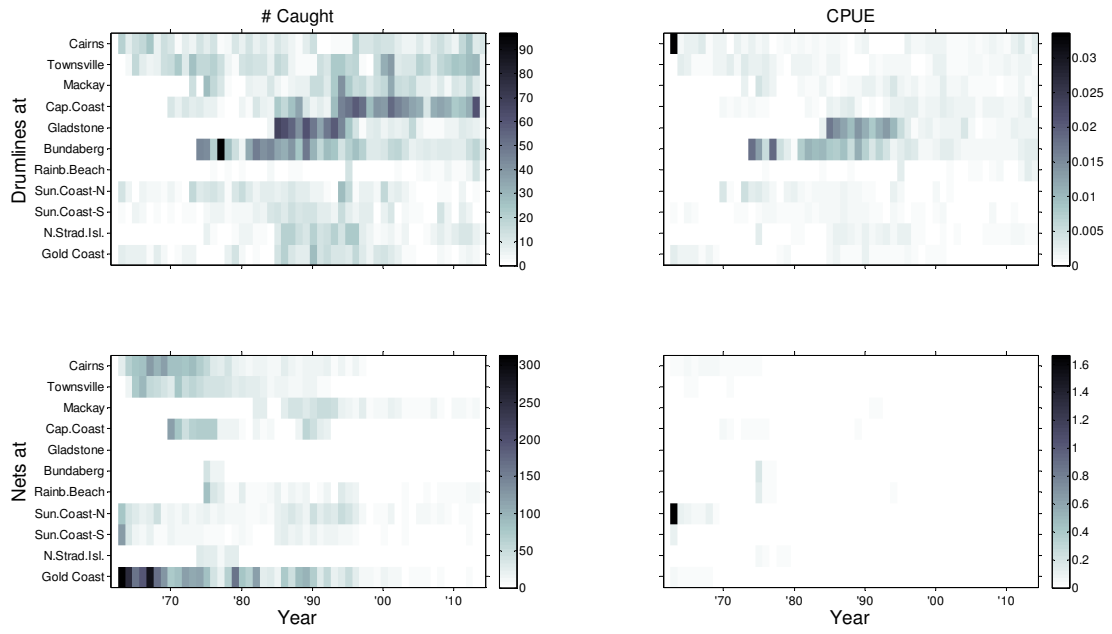 # Caught
CPUE
Drumlines at
Cairns
Townsville
Mackay
Cap.Coast
Gladstone
Bundaberg
Rainb.Beach
Sun.Coast-N
Sun.Coast-S
N.Strad.Isl.
Gold Coast
90
80
70
60
50
40
30
20
10
0
0.03
0.025
0.02
0.015
0.01
0.005
0
Nets at
Cairns
Townsville
Mackay
Cap.Coast
Gladstone
Bundaberg
Rainb.Beach
Sun.Coast-N
Sun.Coast-S
N.Strad.Isl.
Gold Coast
300
250
200
150
100
50
0
1.6
1.4
1.2
1
0.8
0.6
0.4
0.2
0
'70 '80 '90 '00 '10
'70 '80 '90 '00 '10
Year
Year